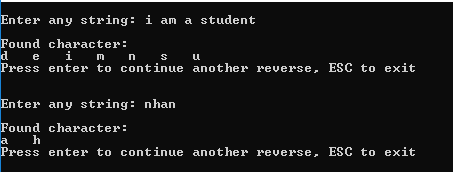 Enter any string: i am a student
Found character:
d e i m n s u
Press enter to continue another reverse, ESC to exit
Enter any string: nhan
Found character:
a h
Press enter to continue another reverse, ESC to exit